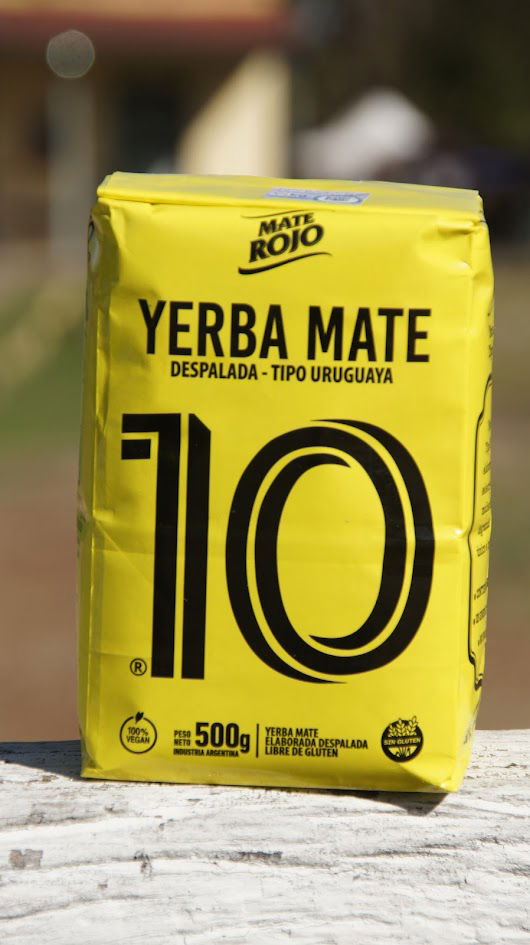 MATE
ROJO
YERBA MATE
DESPALADA - TIPO URUGUAYA
10
®
100%
VEGAN
PESO
NETO
500g
INDUSTRIA ARGENTINA
YERBA MATE
ELABORADA DESPALADA
LIBRE DE GLUTEN
SIN GLUTEN